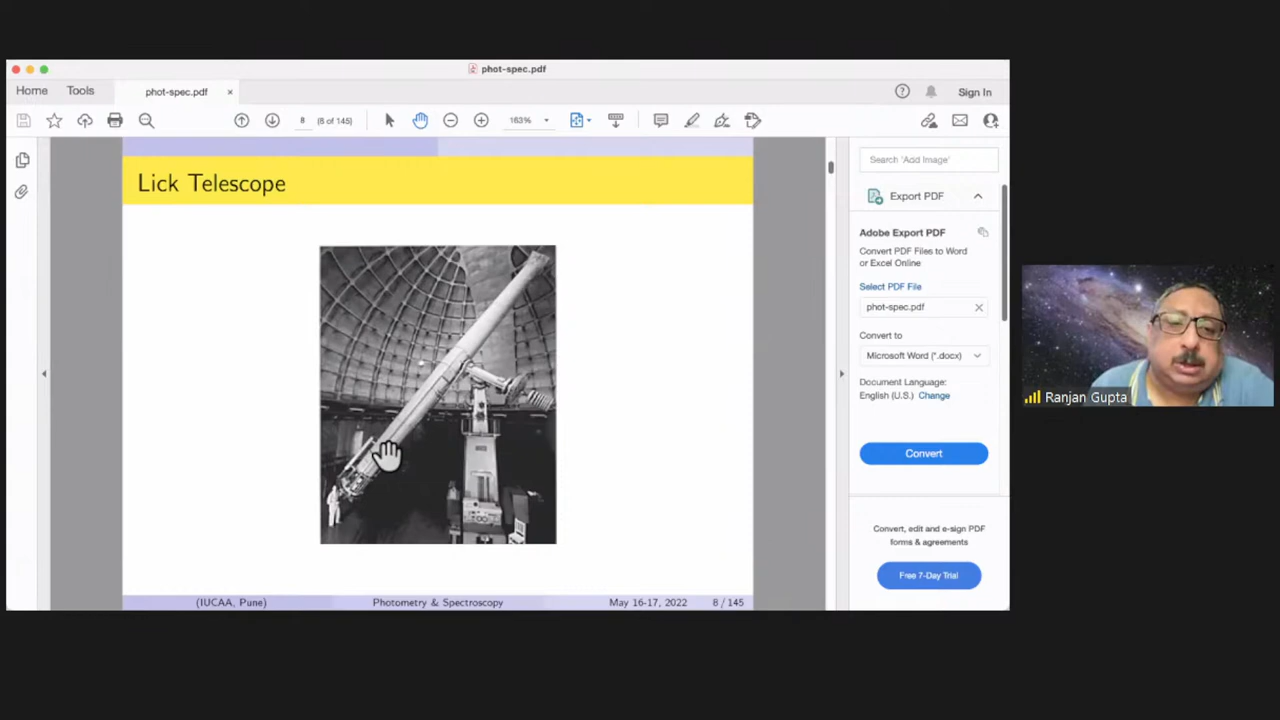 phot-spec.pdf
Home
Tools
phot-spec.pdf
×
Sign In
8
(8 of 145)
163%
Lick Telescope
Search 'Add Image'
Export PDF
Adobe Export PDF
Convert PDF Files to Word
or Excel Online
Select PDF File
phot-spec.pdf
Convert to
Microsoft Word (*.docx)
Document Language:
English (U.S.) Change
Convert
Convert, edit and e-sign PDF
forms & agreements
Free 7-Day Trial
(IUCAA, Pune)
Photometry & Spectroscopy
May 16-17, 2022
8 / 145
Ranjan Gupta